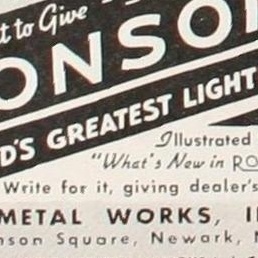 t to Give
ONSO
D'S GREATEST LIGHT
Illustrated
"What's New in RO
Write for it, giving dealer's
METAL WORKS, I
nson Square, Newark, N